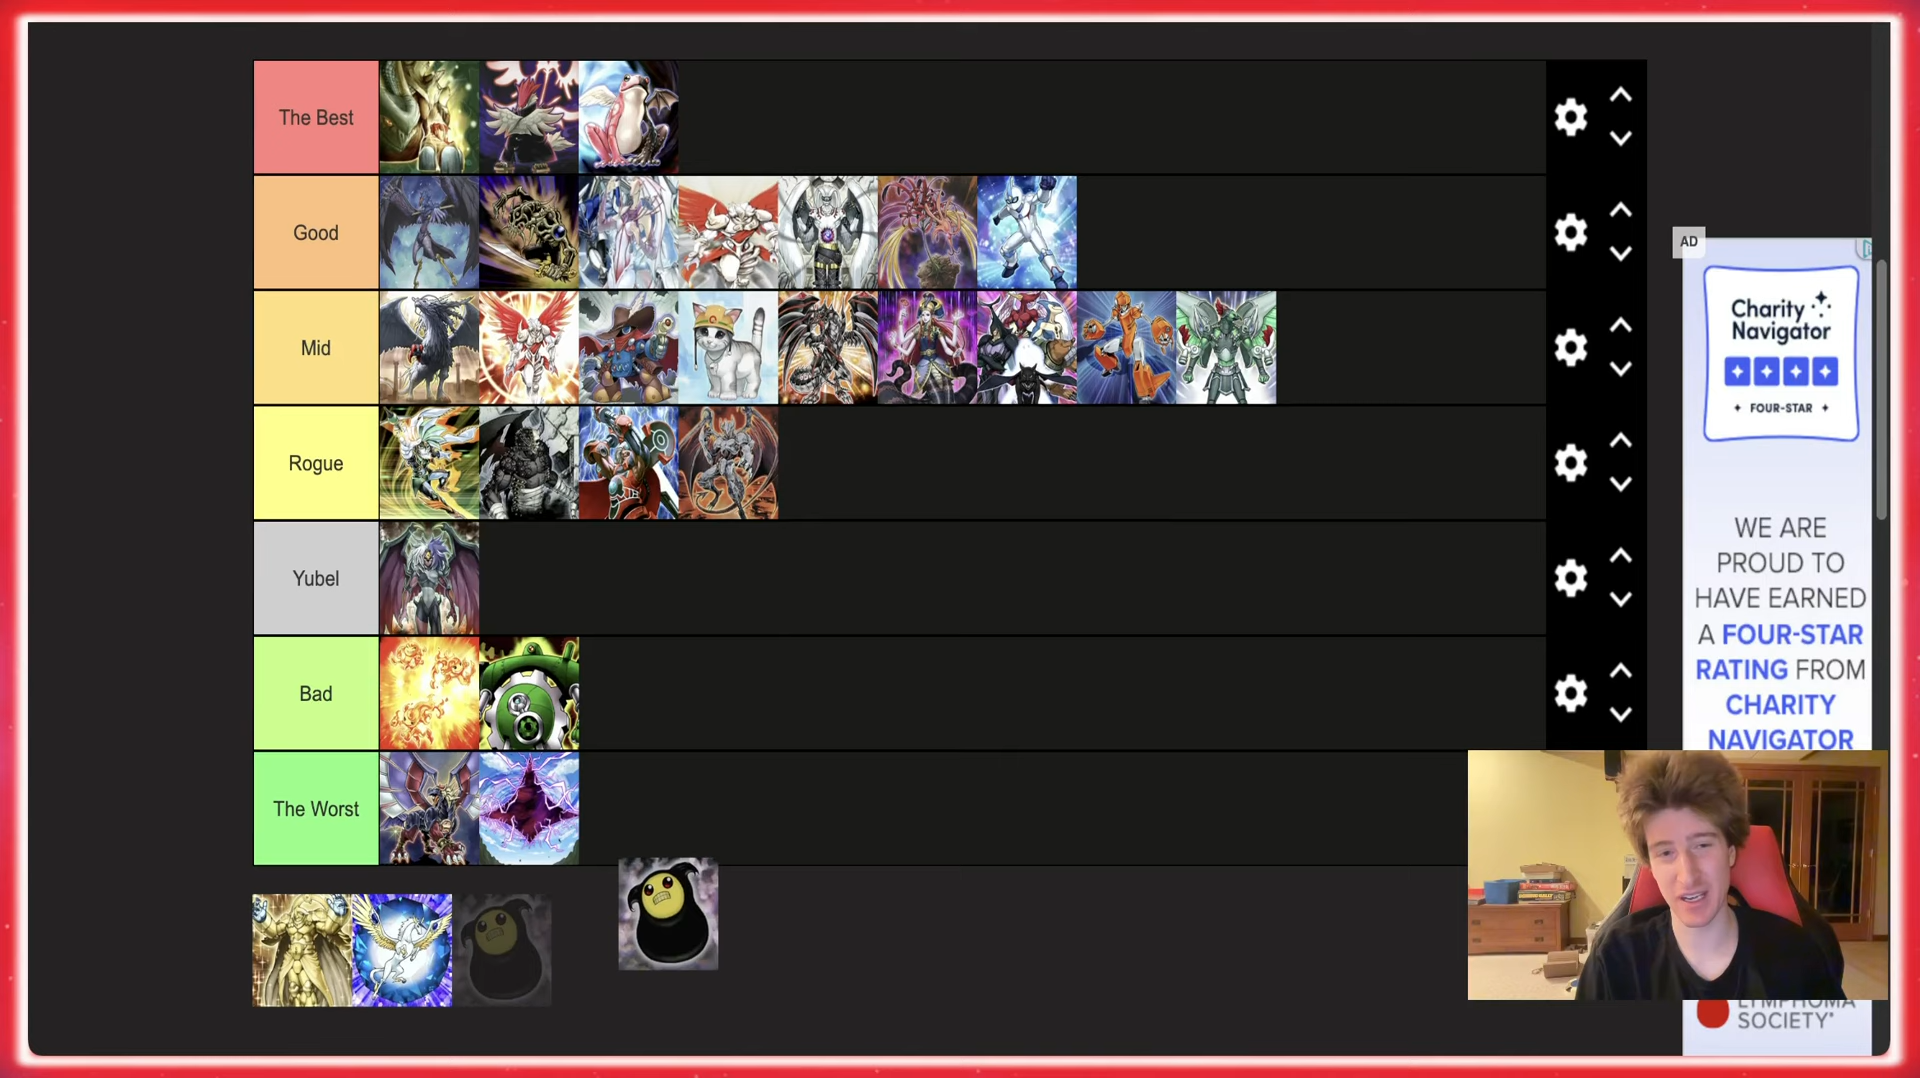 The Best
Good
Mid
Rogue
Yubel
Bad
The Worst
AD
Charity
Navigator
FOUR-STAR
WE ARE
PROUD TO
HAVE EARNED
A FOUR-STAR
RATING FROM
CHARITY
NAVIGATOR
LYMPHOMA
SOCIETY